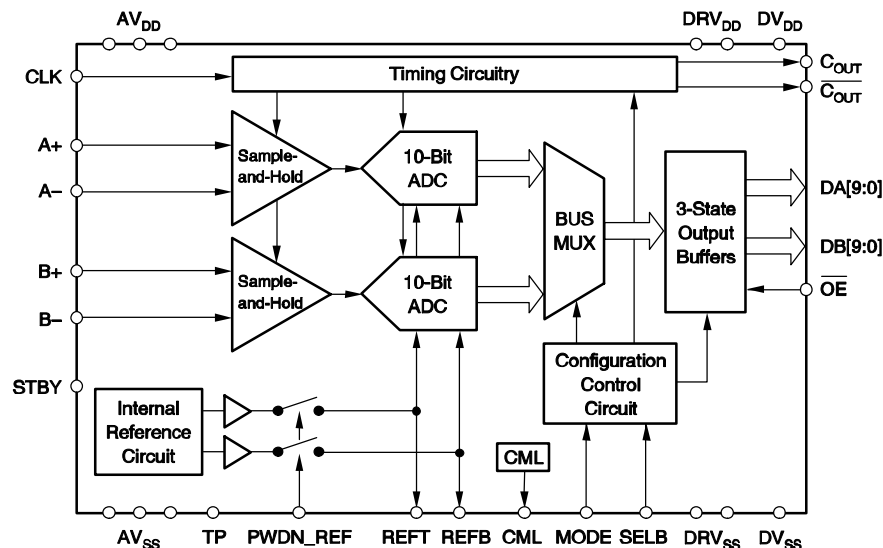 AVDD
DRVDD
DVDD
CLK
Timing Circuitry
COUT
C̅O̅U̅T̅
A+
A–
Sample-
and-Hold
10-Bit
ADC
BUS
MUX
3-State
Output
Buffers
DA[9:0]
DB[9:0]
O̅E̅
B+
B–
Sample-
and-Hold
10-Bit
ADC
STBY
Internal
Reference
Circuit
Configuration
Control
Circuit
CML
AVSS
TP
PWDN_REF
REFT
REFB
CML
MODE
SELB
DRVSS
DVSS